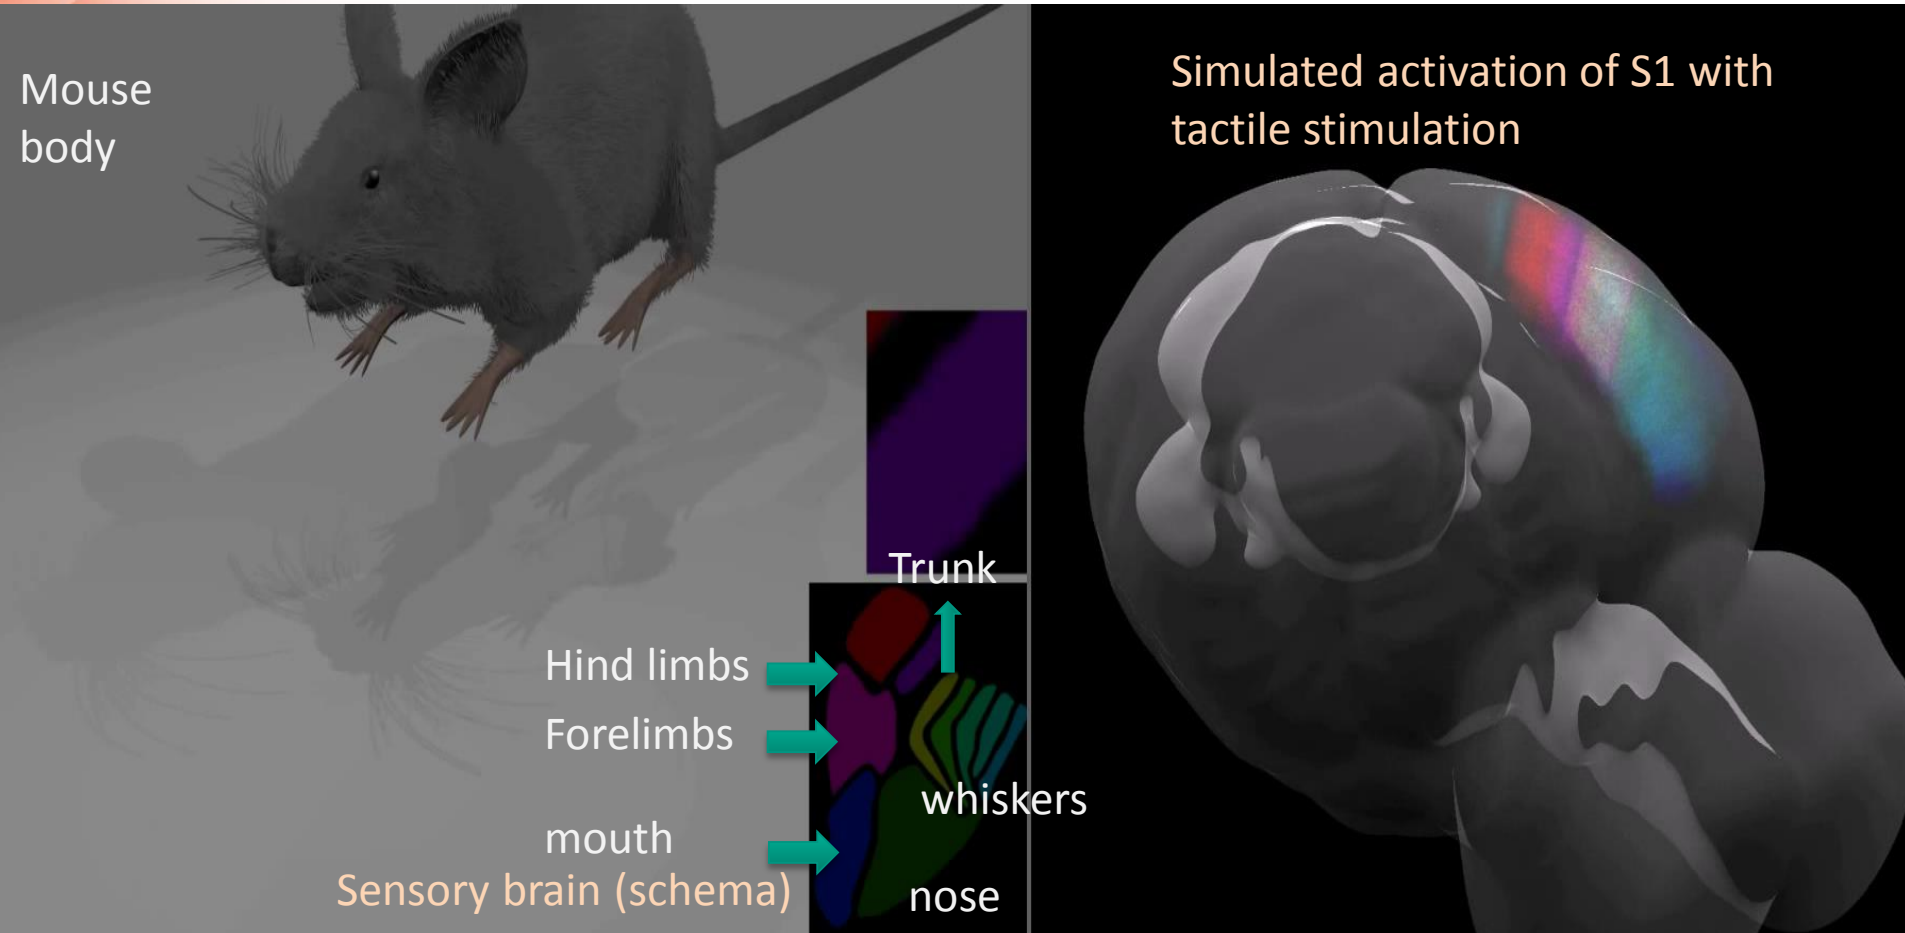 Mouse
body
Simulated activation of S1 with
tactile stimulation
Trunk
Hind limbs
Forelimbs
whiskers
mouth
Sensory brain (schema)
nose